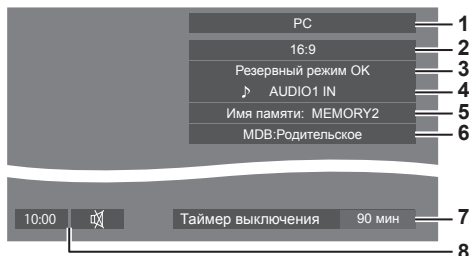 PC 1
16:9 2
Резервный режим OK 3
♪ AUDIO1 IN 4
Имя памяти: MEMORY2 5
MDB:Родительское 6
10:00 Таймер выключения 90 мин 7
8